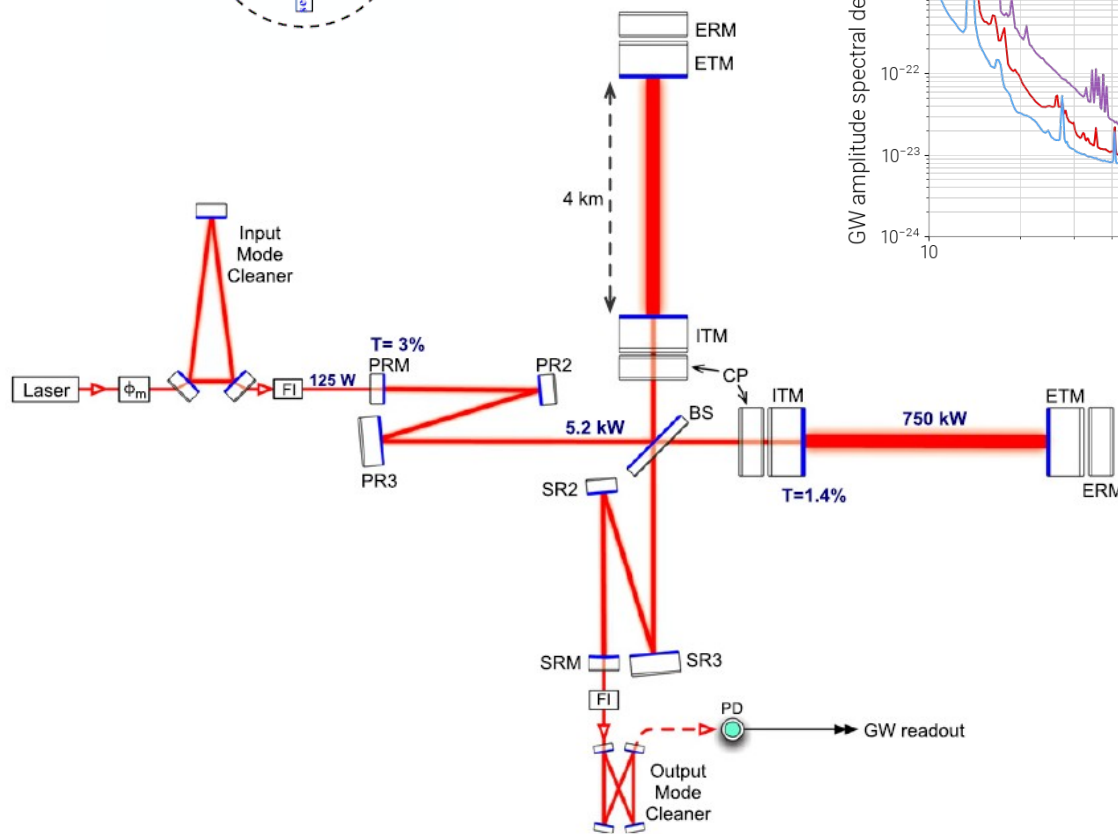 ERM
ETM
4 km
Input
Mode
Cleaner
ITM
T= 3%
PRM
PR2
CP
Laser
ϕm
FI
125 W
ITM
ETM
BS
5.2 kW
750 kW
PR3
SR2
T=1.4%
ERM
SRM
SR3
FI
PD
GW readout
Output
Mode
Cleaner
GW amplitude spectral de
10−22
10−23
10−24
10